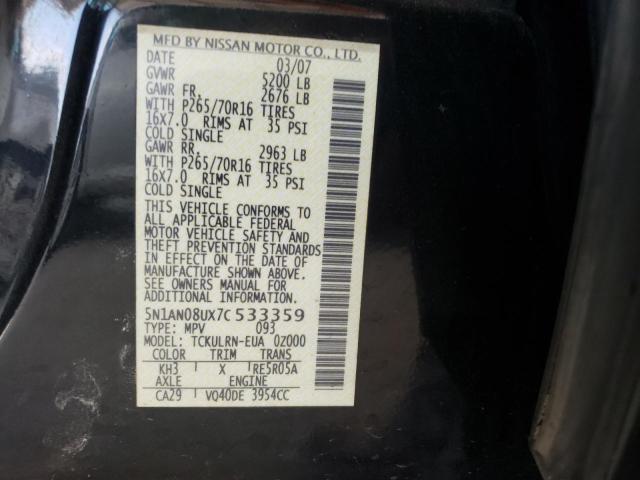 MFD BY NISSAN MOTOR CO., LTD.
DATE 03/07
GVWR 5200 LB
GAWR FR. 2676 LB
WITH P265/70R16 TIRES
16X7.0 RIMS AT 35 PSI
COLD SINGLE
GAWR RR. 2963 LB
WITH P265/70R16 TIRES
16X7.0 RIMS AT 35 PSI
COLD SINGLE
THIS VEHICLE CONFORMS TO
ALL APPLICABLE FEDERAL
MOTOR VEHICLE SAFETY AND
THEFT PREVENTION STANDARDS
IN EFFECT ON THE DATE OF
MANUFACTURE SHOWN ABOVE.
SEE OWNERS MANUAL FOR
ADDITIONAL INFORMATION.
5N1AN08UX7C533359
TYPE: MPV 093
MODEL: TCKULRN-EUA 0Z000
COLOR TRIM TRANS
KH3 X RE5R05A
AXLE ENGINE
CA29 VQ40DE 3954CC